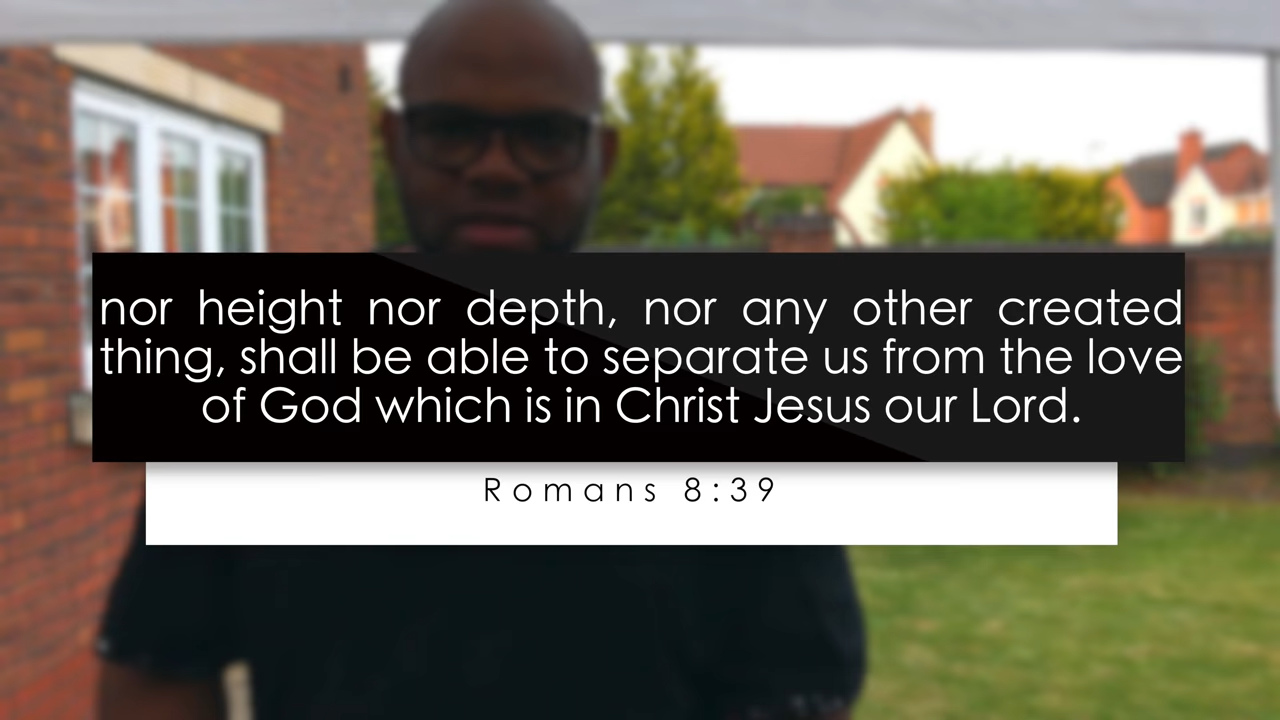 nor height nor depth, nor any other created
thing, shall be able to separate us from the love
of God which is in Christ Jesus our Lord.
Romans 8:39